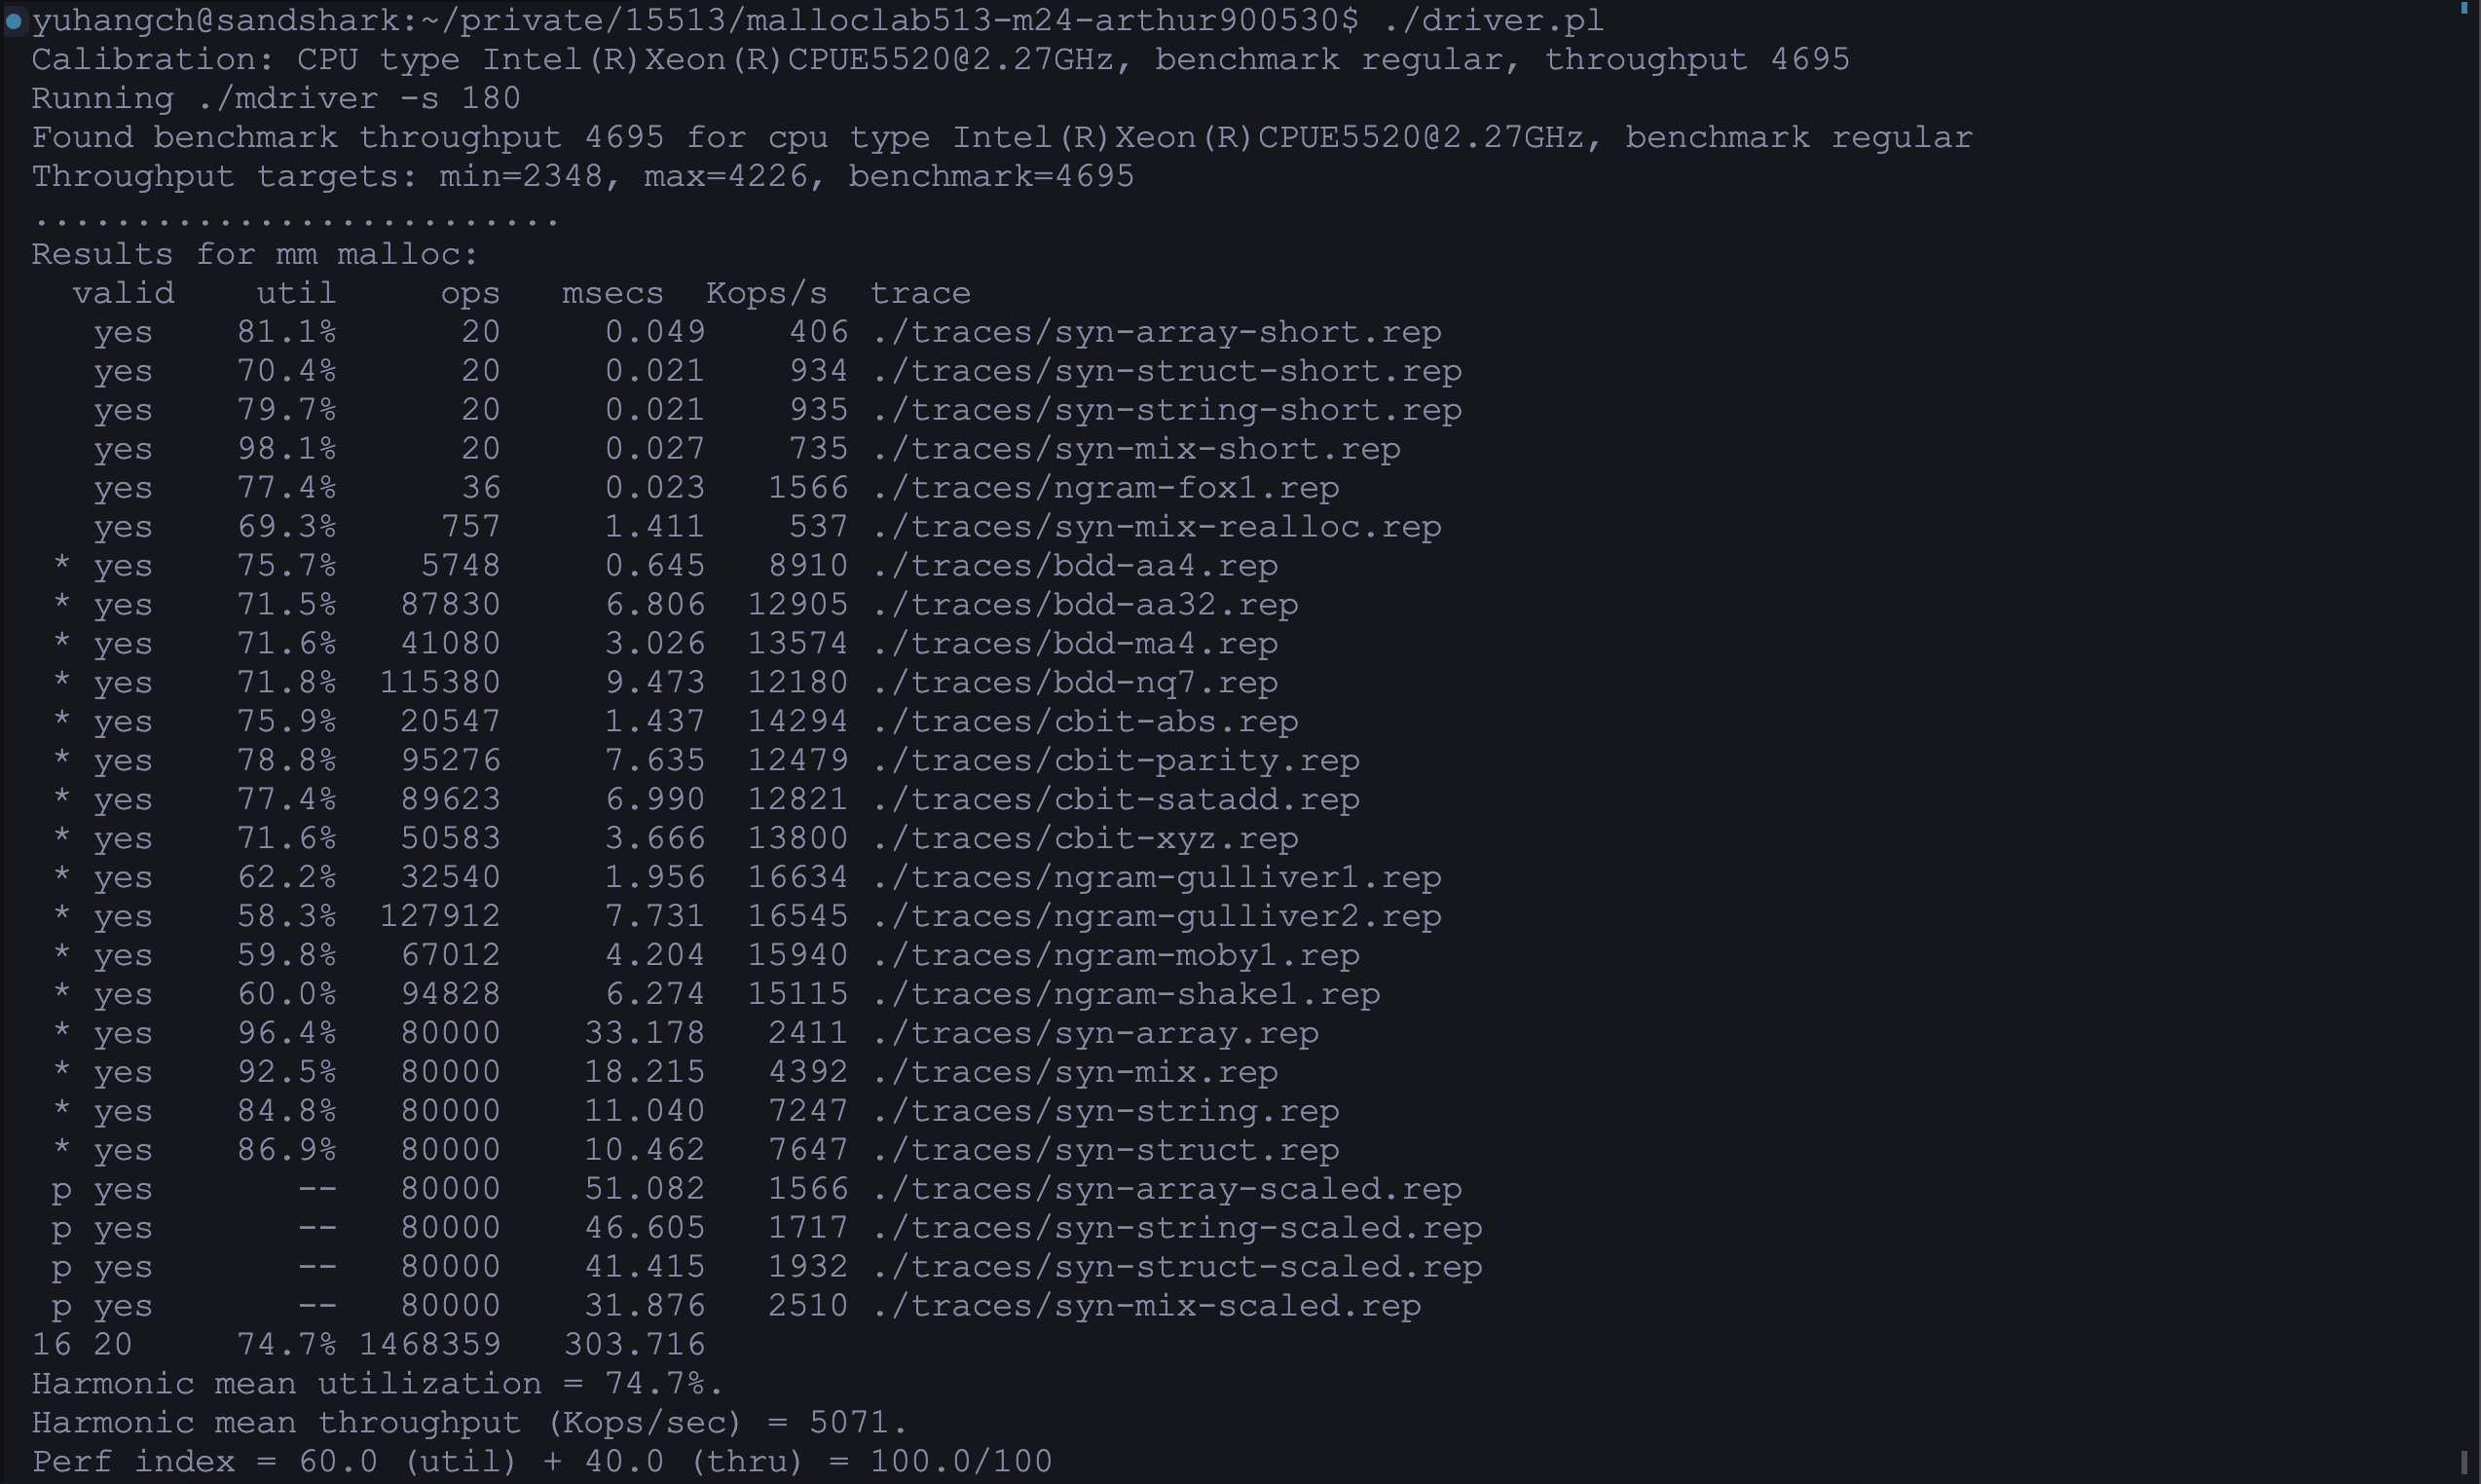 yuhangch@sandshark:~/private/15513/malloclab513-m24-arthur900530$ ./driver.pl
Calibration: CPU type Intel(R)Xeon(R)CPUE5520@2.27GHz, benchmark regular, throughput 4695
Running ./mdriver -s 180
Found benchmark throughput 4695 for cpu type Intel(R)Xeon(R)CPUE5520@2.27GHz, benchmark regular
Throughput targets: min=2348, max=4226, benchmark=4695
..........................
Results for mm malloc:
  valid    util     ops   msecs  Kops/s  trace
   yes    81.1%      20     0.049    406 ./traces/syn-array-short.rep
   yes    70.4%      20     0.021    934 ./traces/syn-struct-short.rep
   yes    79.7%      20     0.021    935 ./traces/syn-string-short.rep
   yes    98.1%      20     0.027    735 ./traces/syn-mix-short.rep
   yes    77.4%      36     0.023   1566 ./traces/ngram-fox1.rep
   yes    69.3%     757     1.411    537 ./traces/syn-mix-realloc.rep
 * yes    75.7%    5748     0.645   8910 ./traces/bdd-aa4.rep
 * yes    71.5%   87830     6.806  12905 ./traces/bdd-aa32.rep
 * yes    71.6%   41080     3.026  13574 ./traces/bdd-ma4.rep
 * yes    71.8%  115380     9.473  12180 ./traces/bdd-nq7.rep
 * yes    75.9%   20547     1.437  14294 ./traces/cbit-abs.rep
 * yes    78.8%   95276     7.635  12479 ./traces/cbit-parity.rep
 * yes    77.4%   89623     6.990  12821 ./traces/cbit-satadd.rep
 * yes    71.6%   50583     3.666  13800 ./traces/cbit-xyz.rep
 * yes    62.2%   32540     1.956  16634 ./traces/ngram-gulliver1.rep
 * yes    58.3%  127912     7.731  16545 ./traces/ngram-gulliver2.rep
 * yes    59.8%   67012     4.204  15940 ./traces/ngram-moby1.rep
 * yes    60.0%   94828     6.274  15115 ./traces/ngram-shake1.rep
 * yes    96.4%   80000    33.178   2411 ./traces/syn-array.rep
 * yes    92.5%   80000    18.215   4392 ./traces/syn-mix.rep
 * yes    84.8%   80000    11.040   7247 ./traces/syn-string.rep
 * yes    86.9%   80000    10.462   7647 ./traces/syn-struct.rep
 p yes       --   80000    51.082   1566 ./traces/syn-array-scaled.rep
 p yes       --   80000    46.605   1717 ./traces/syn-string-scaled.rep
 p yes       --   80000    41.415   1932 ./traces/syn-struct-scaled.rep
 p yes       --   80000    31.876   2510 ./traces/syn-mix-scaled.rep
16 20     74.7% 1468359   303.716
Harmonic mean utilization = 74.7%.
Harmonic mean throughput (Kops/sec) = 5071.
Perf index = 60.0 (util) + 40.0 (thru) = 100.0/100